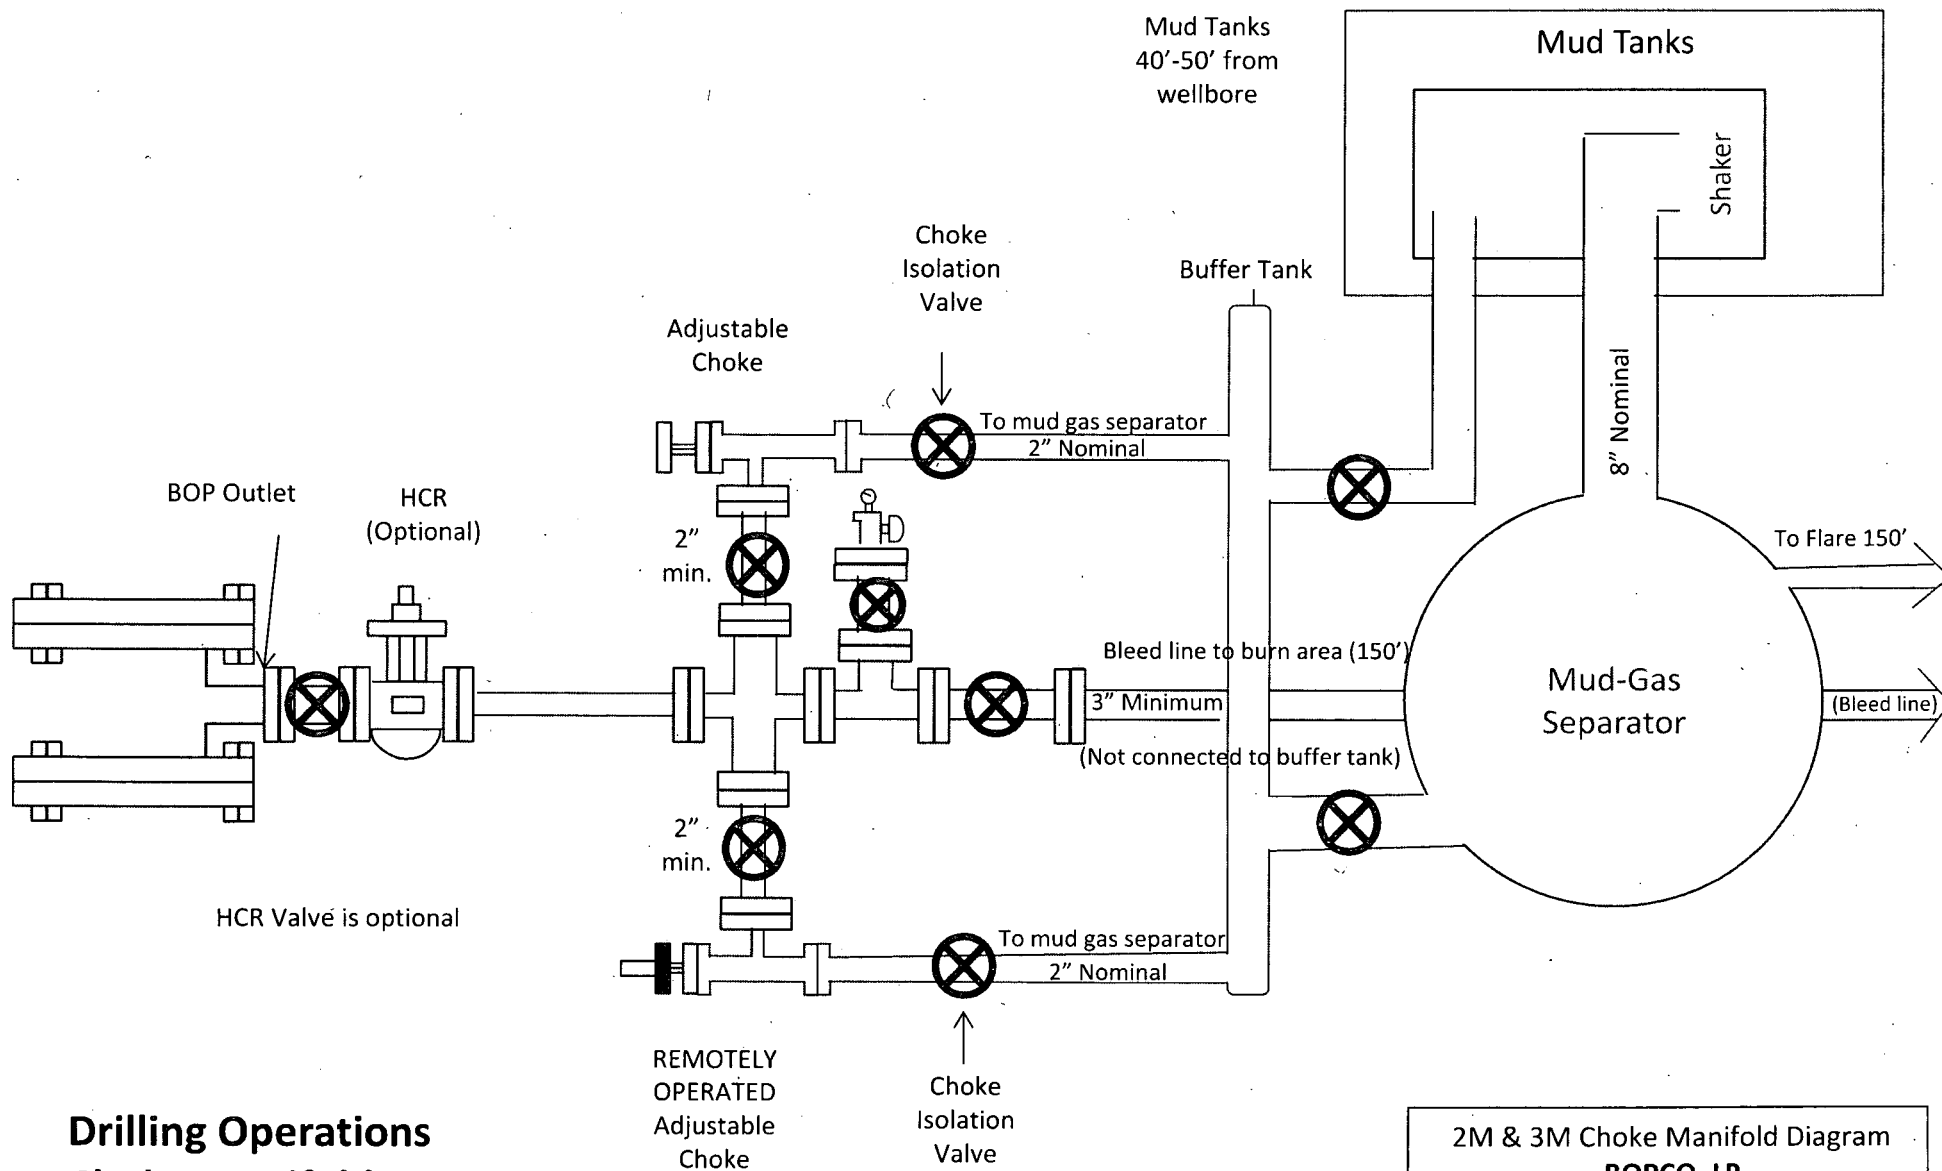 Mud Tanks
40’-50’ from
wellbore
Mud Tanks
Shaker
Choke
Isolation
Valve
Buffer Tank
Adjustable
Choke
To mud gas separator
2” Nominal
8” Nominal
BOP Outlet
HCR
(Optional)
2”
min.
To Flare 150’
Bleed line to burn area (150’)
3” Minimum
(Not connected to buffer tank)
Mud-Gas
Separator
(Bleed line)
2”
min.
HCR Valve is optional
To mud gas separator
2” Nominal
REMOTELY
OPERATED
Adjustable
Choke
Choke
Isolation
Valve
Drilling Operations
2M & 3M Choke Manifold Diagram